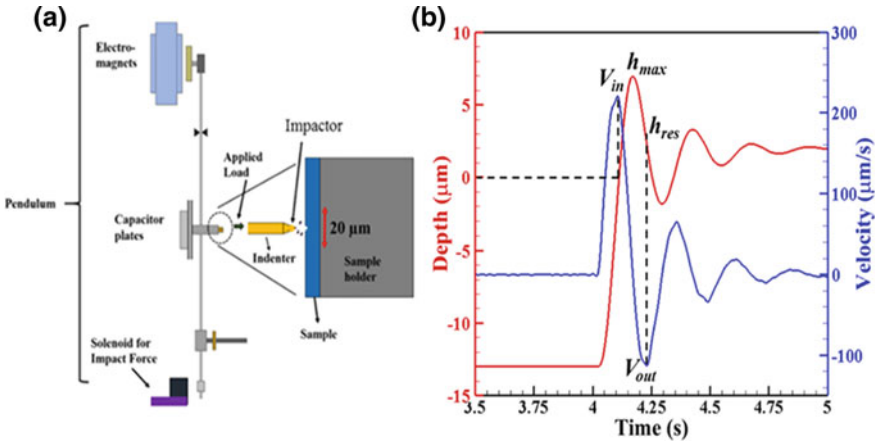 (a)
Electro-
magnets
Pendulum
Capacitor
plates
Applied
Load
Impactor
Indenter
20 µm
Sample
holder
Sample
Solenoid for
Impact Force
(b)
Depth (µm)
10
5
0
-5
-10
-15
V_in
h_max
h_res
V_out
300
200
100
0
-100
Velocity (µm/s)
3.5
3.75
4
4.25
4.5
4.75
5
Time (s)